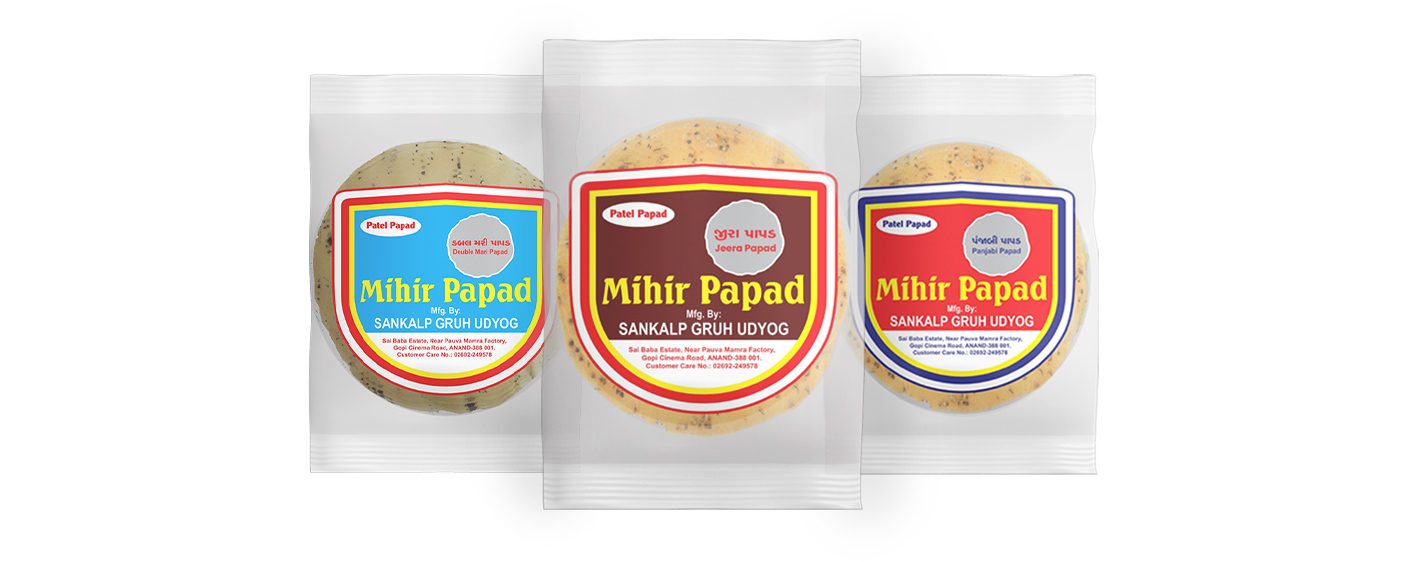 Patel Papad
ડબલ મરી પાપડ
Double Mari Papad
Mihir Papad
Mfg. By:
SANKALP GRUH UDYOG
Sai Baba Estate, Near Pauva Mamra Factory,
Gopi Cinema Road, ANAND-388 001.
Customer Care No.: 02692-249578
Patel Papad
જીરા પાપડ
Jeera Papad
Mihir Papad
Mfg. By:
SANKALP GRUH UDYOG
Sai Baba Estate, Near Pauva Mamra Factory,
Gopi Cinema Road, ANAND-388 001.
Customer Care No.: 02692-249578
Patel Papad
પંજાબી પાપડ
Panjabi Papad
Mihir Papad
Mfg. By:
SANKALP GRUH UDYOG
Sai Baba Estate, Near Pauva Mamra Factory,
Gopi Cinema Road, ANAND-388 001.
Customer Care No.: 02692-249578